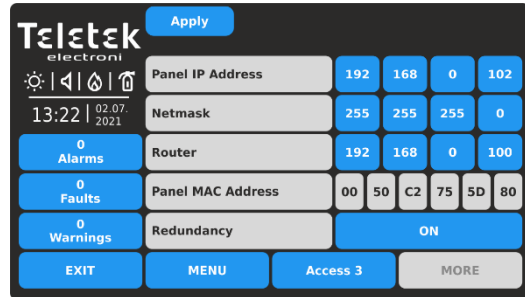 Teletek
electroni
13:22 | 02.07.
2021
0
Alarms
0
Faults
0
Warnings
EXIT
Apply
Panel IP Address 192 168 0 102
Netmask 255 255 255 0
Router 192 168 0 100
Panel MAC Address 00 50 C2 75 5D 80
Redundancy ON
MENU Access 3 MORE